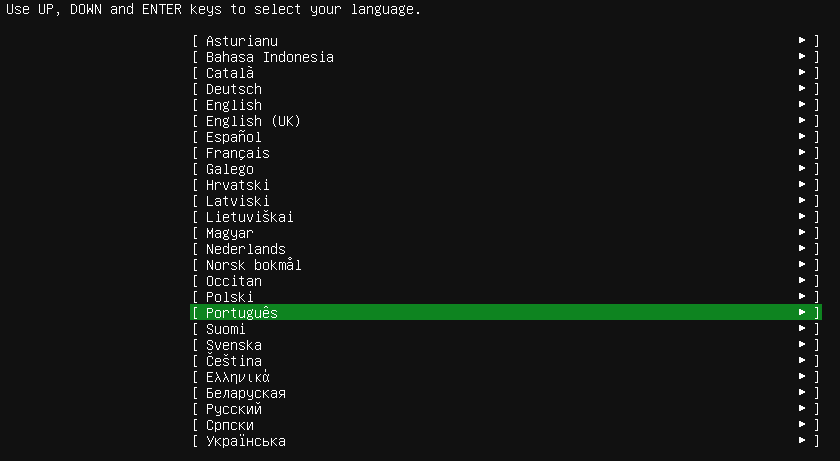 Use UP, DOWN and ENTER keys to select your language.
[ Asturianu ► ]
[ Bahasa Indonesia ► ]
[ Català ► ]
[ Deutsch ► ]
[ English ► ]
[ English (UK) ► ]
[ Español ► ]
[ Français ► ]
[ Galego ► ]
[ Hrvatski ► ]
[ Latviski ► ]
[ Lietuviškai ► ]
[ Magyar ► ]
[ Nederlands ► ]
[ Norsk bokmål ► ]
[ Occitan ► ]
[ Polski ► ]
[ Português ► ]
[ Suomi ► ]
[ Svenska ► ]
[ Čeština ► ]
[ Ελληνικά ► ]
[ Беларуская ► ]
[ Русский ► ]
[ Српски ► ]
[ Українська ► ]